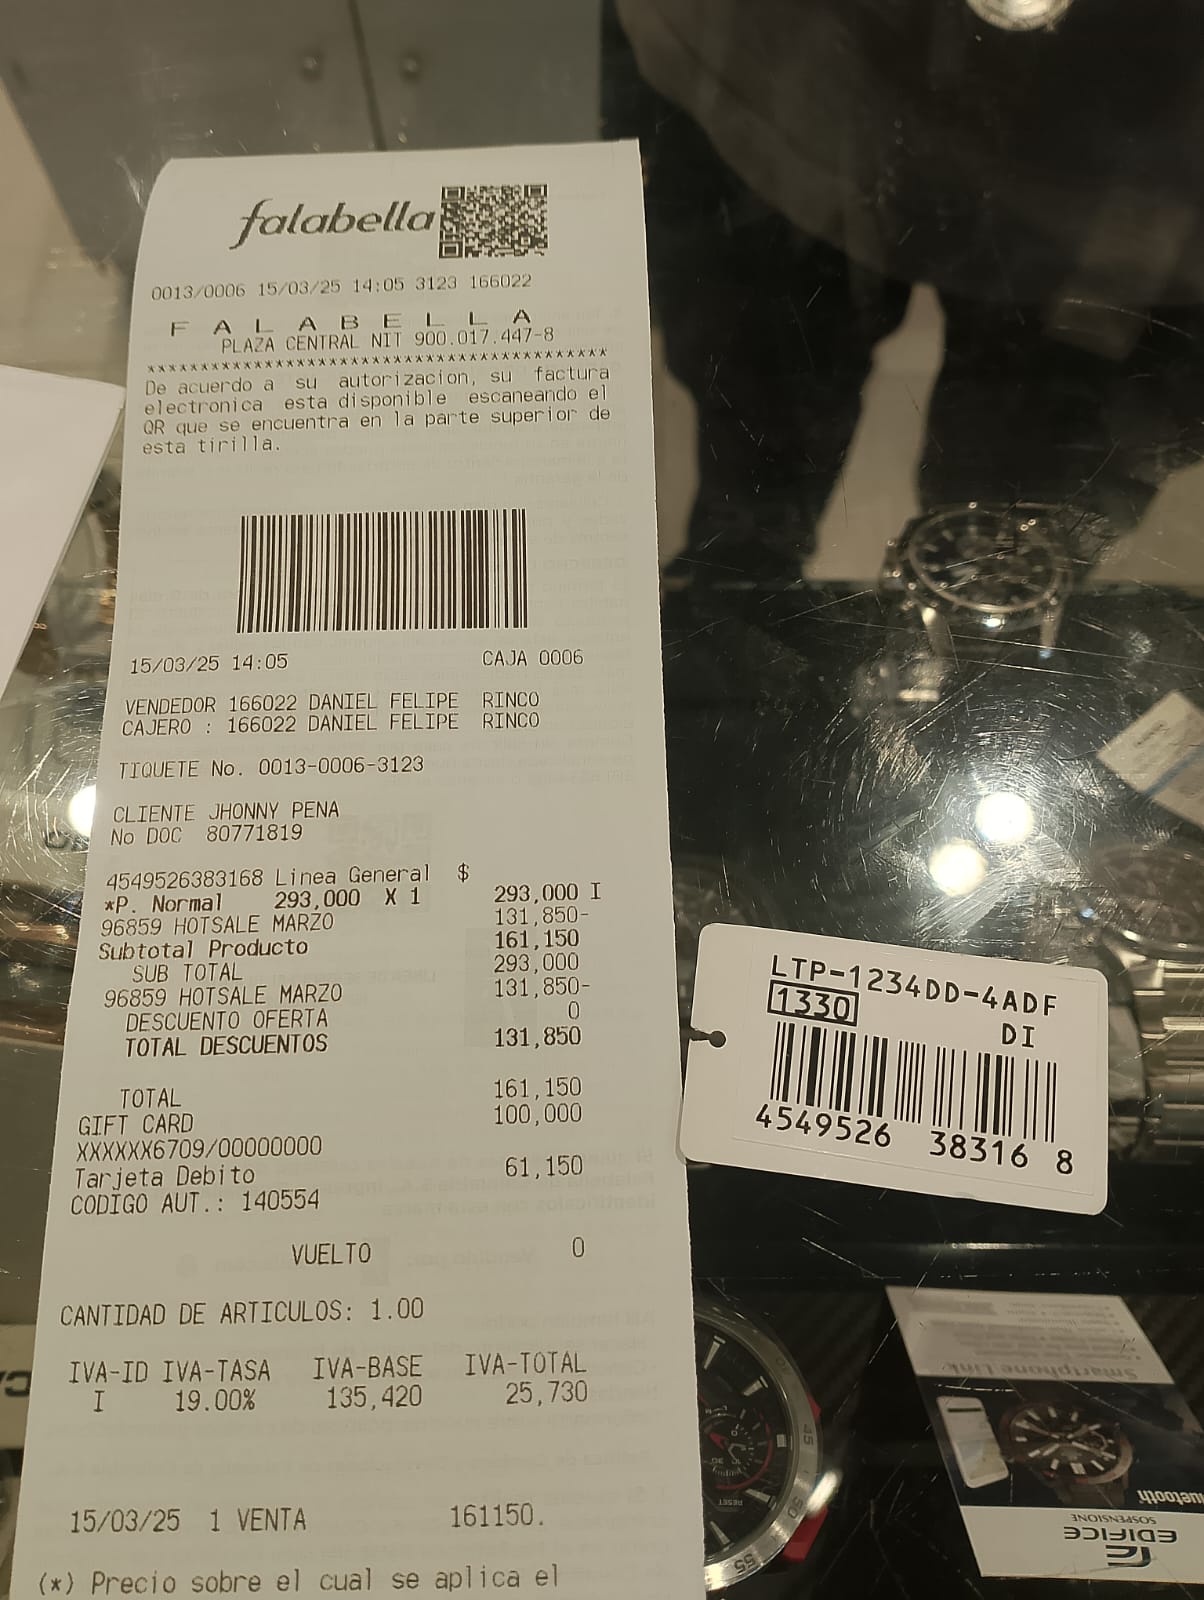 falabella
0013/0006 15/03/25 14:05 3123 166022
F A L A B E L L A
PLAZA CENTRAL NIT 900.017.447-8
******************************************
De acuerdo a su autorizacion, su factura
electronica esta disponible escaneando el
QR que se encuentra en la parte superior de
esta tirilla.
15/03/25 14:05 CAJA 0006
VENDEDOR 166022 DANIEL FELIPE RINCO
CAJERO : 166022 DANIEL FELIPE RINCO
TIQUETE No. 0013-0006-3123
CLIENTE JHONNY PENA
No DOC 80771819
4549526383168 Linea General $
*P. Normal 293,000 X 1 293,000 I
96859 HOTSALE MARZO 131,850-
Subtotal Producto 161,150
SUB TOTAL 293,000
96859 HOTSALE MARZO 131,850-
DESCUENTO OFERTA 0
TOTAL DESCUENTOS 131,850
TOTAL 161,150
GIFT CARD 100,000
XXXXXX6709/00000000
Tarjeta Debito 61,150
CODIGO AUT.: 140554
VUELTO 0
CANTIDAD DE ARTICULOS: 1.00
IVA-ID IVA-TASA IVA-BASE IVA-TOTAL
I 19.00% 135,420 25,730
15/03/25 1 VENTA 161150.
(*) Precio sobre el cual se aplica el
LTP-1234DD-4ADF
1330 DI
4549526 38316 8
Smartphone Link
EDIFICE
SOSPENSIONE